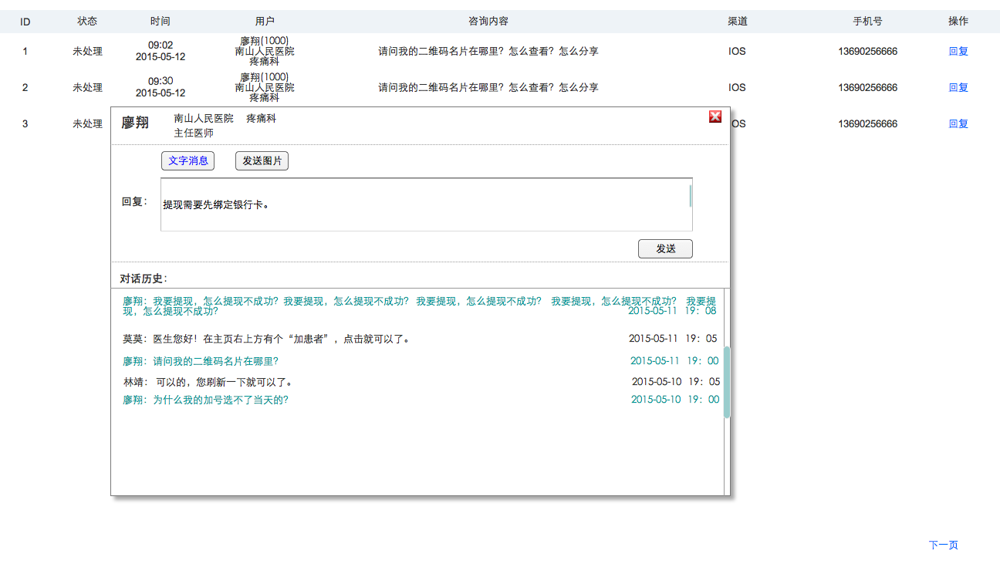 ID 状态 时间 用户 咨询内容 渠道 手机号 操作
1 未处理 09:02 2015-05-12 廖翔(1000) 南山人民医院 疼痛科 请问我的二维码名片在哪里？怎么查看？怎么分享 IOS 13690256666 回复
2 未处理 09:30 2015-05-12 廖翔(1000) 南山人民医院 疼痛科 请问我的二维码名片在哪里？怎么查看？怎么分享 IOS 13690256666 回复
3 未处理 OS 13690256666 回复
廖翔 南山人民医院 疼痛科
主任医师
文字消息 发送图片
回复：
提现需要先绑定银行卡。
发送
对话历史：
廖翔：我要提现，怎么提现不成功？我要提现，怎么提现不成功？ 我要提现，怎么提现不成功？ 我要提现，怎么提现不成功？ 我要提
现，怎么提现不成功？ 2015-05-11 19：08
莫莫：医生您好！在主页右上方有个“加患者”，点击就可以了。 2015-05-11 19：05
廖翔：请问我的二维码名片在哪里？ 2015-05-11 19：00
林靖： 可以的，您刷新一下就可以了。 2015-05-10 19：05
廖翔：为什么我的加号选不了当天的？ 2015-05-10 19：00
下一页